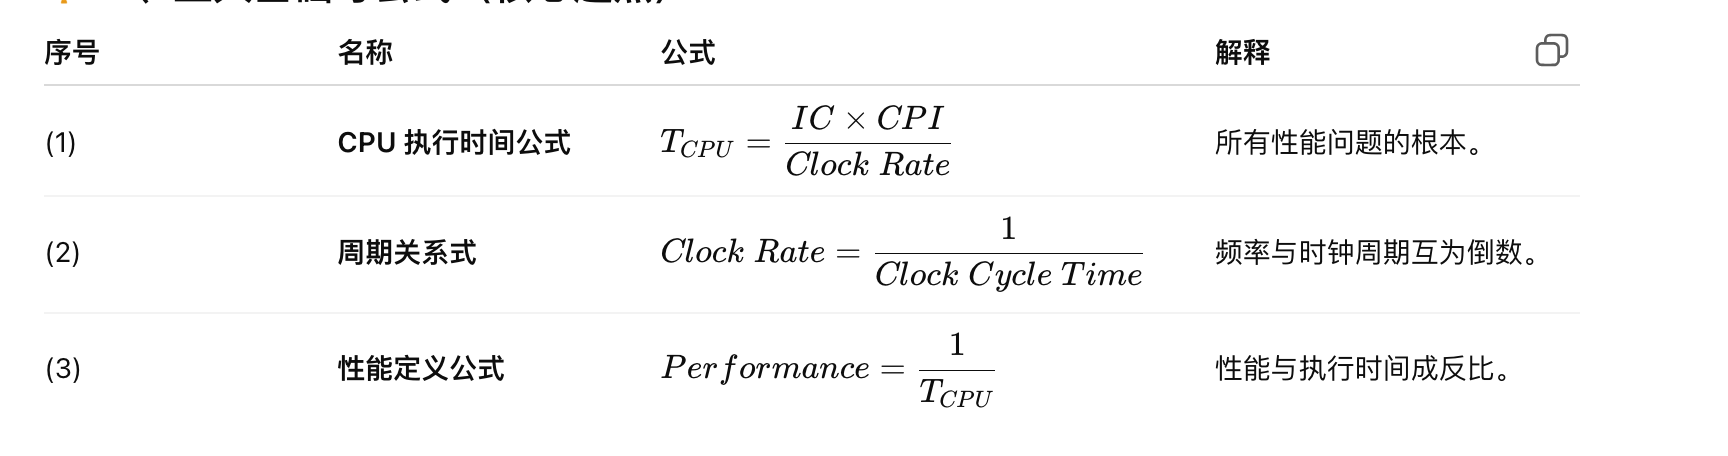 序号 名称 公式 解释
(1) CPU 执行时间公式 T_{CPU} = \frac{IC × CPI}{Clock Rate} 所有性能问题的根本。
(2) 周期关系式 Clock Rate = \frac{1}{Clock Cycle Time} 频率与时钟周期互为倒数。
(3) 性能定义公式 Performance = \frac{1}{T_{CPU}} 性能与执行时间成反比。